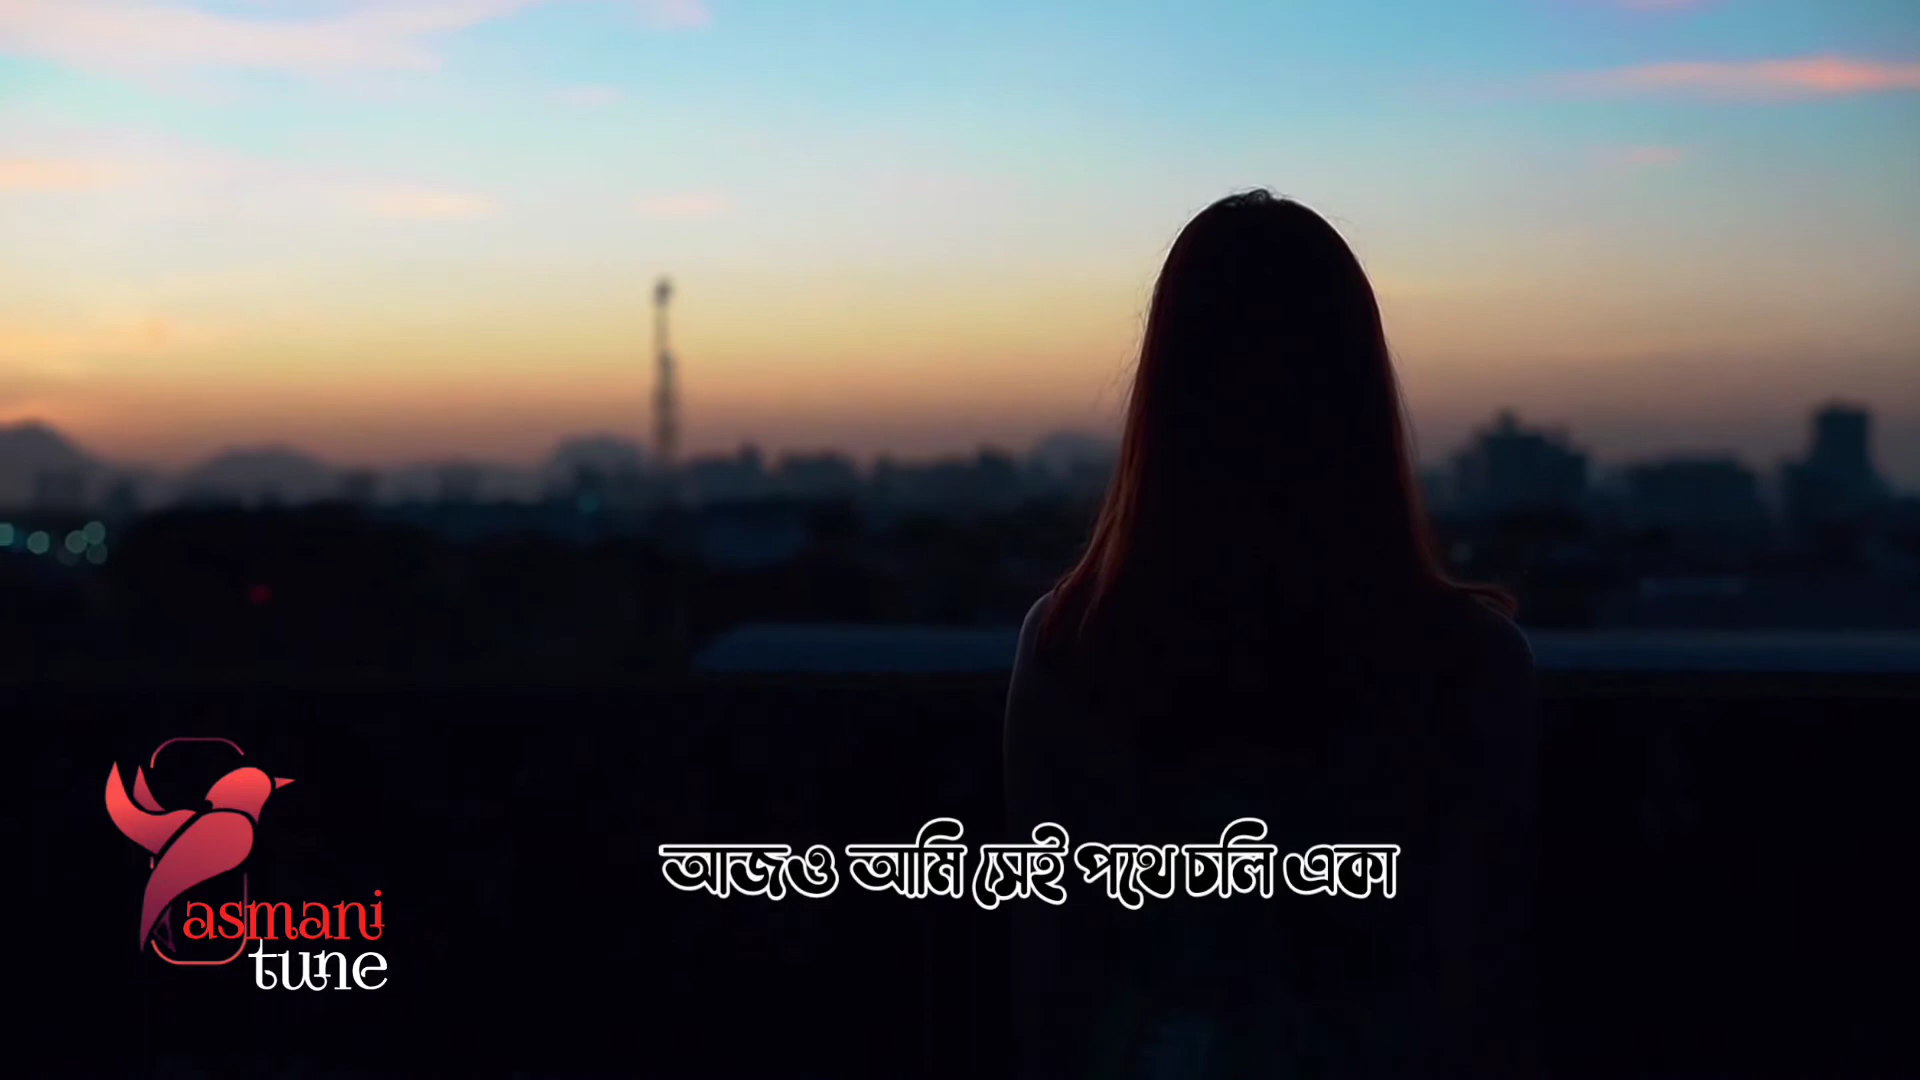 আজও আমি সেই পথে চলি একা
asmani
tune